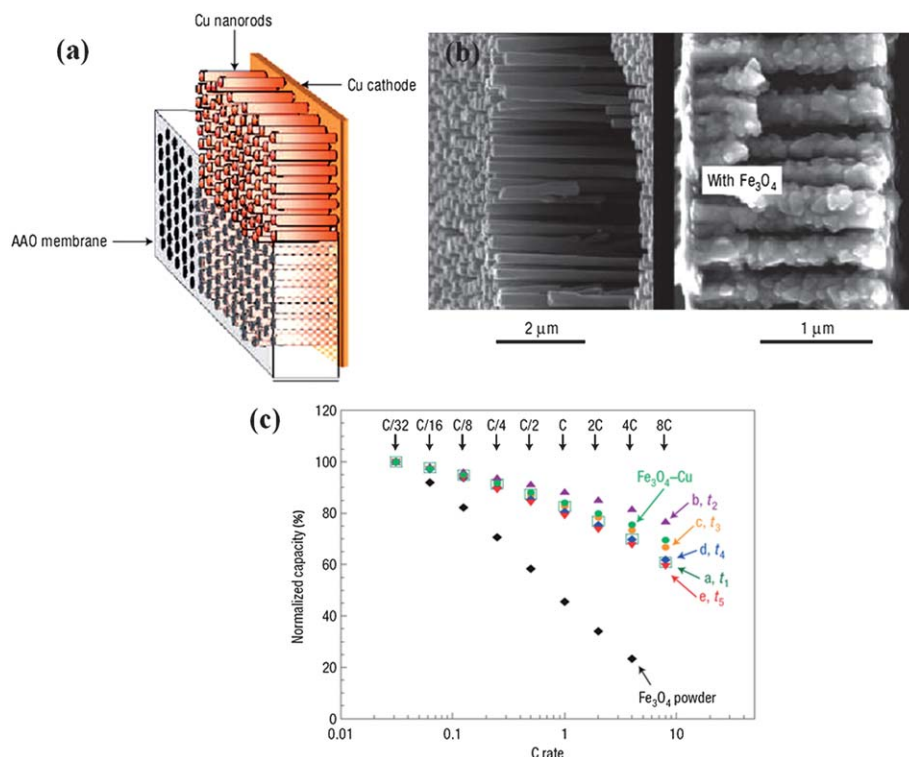 (a)
Cu nanorods
Cu cathode
AAO membrane
(b)
With Fe₃O₄
2 μm
1 μm
(c)
Normalized capacity (%)
120
100
80
60
40
20
0
C/32 C/16 C/8 C/4 C/2 C 2C 4C 8C
Fe₃O₄–Cu
b, t₂
c, t₃
d, t₄
a, t₁
e, t₅
Fe₃O₄ powder
0.01 0.1 1 10
C rate